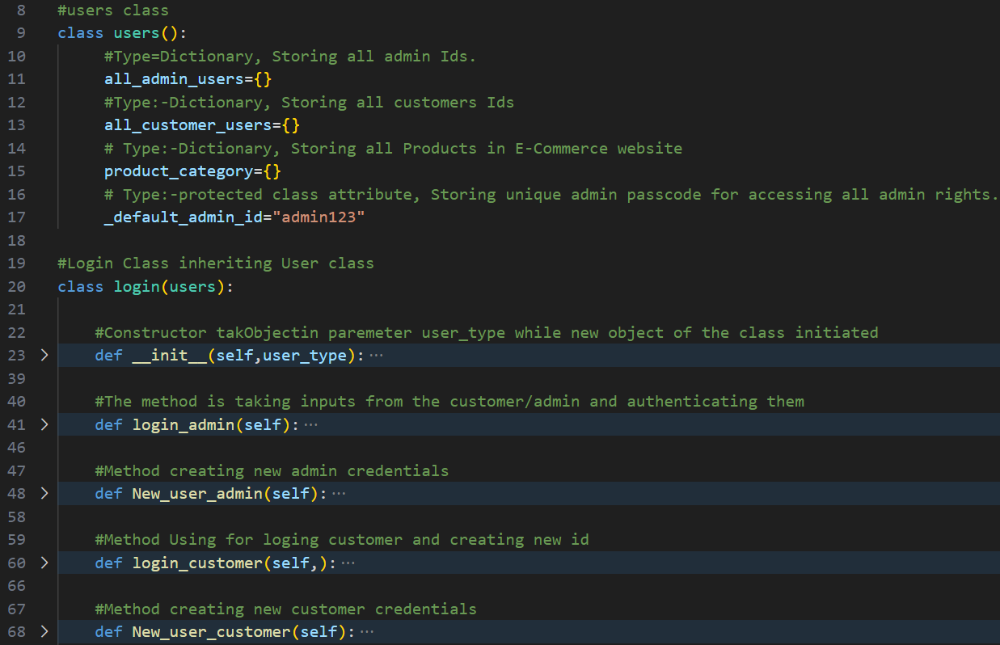 8 #users class
9 class users():
10 #Type=Dictionary, Storing all admin Ids.
11 all_admin_users={}
12 #Type:-Dictionary, Storing all customers Ids
13 all_customer_users={}
14 # Type:-Dictionary, Storing all Products in E-Commerce website
15 product_category={}
16 # Type:-protected class attribute, Storing unique admin passcode for accessing all admin rights.
17 _default_admin_id="admin123"
18
19 #Login Class inheriting User class
20 class login(users):
21
22 #Constructor takObjectin paremeter user_type while new object of the class initiated
23 > def __init__(self,user_type):···
39
40 #The method is taking inputs from the customer/admin and authenticating them
41 > def login_admin(self):···
46
47 #Method creating new admin credentials
48 > def New_user_admin(self):···
58
59 #Method Using for loging customer and creating new id
60 > def login_customer(self,):···
66
67 #Method creating new customer credentials
68 > def New_user_customer(self):···